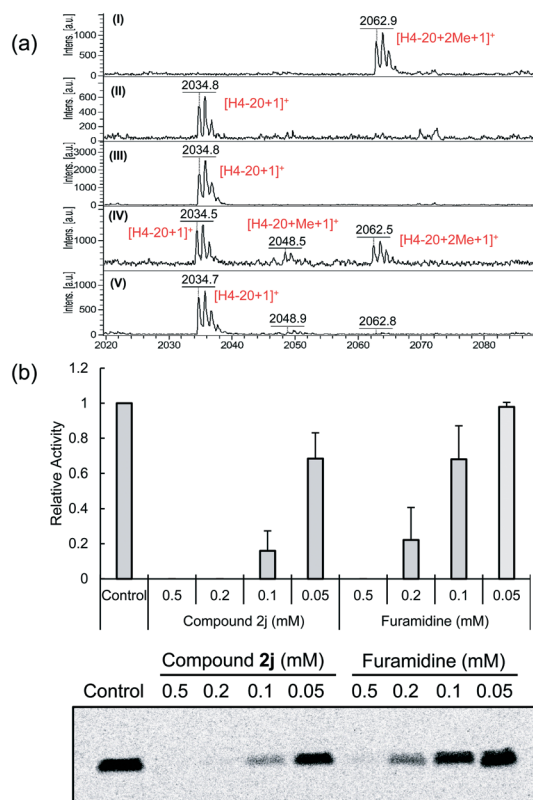 (a)
(I)
2062.9
[H4-20+2Me+1]+
Intens. [a.u.]
1000
500
0
(II)
2034.8
[H4-20+1]+
Intens. [a.u.]
600
400
200
0
(III)
2034.8
[H4-20+1]+
Intens. [a.u.]
3000
2000
1000
0
(IV)
[H4-20+1]+
2034.5
[H4-20+Me+1]+
2048.5
2062.5
[H4-20+2Me+1]+
Intens. [a.u.]
1000
(V)
2034.7
[H4-20+1]+
2048.9
2062.8
Intens. [a.u.]
1000
500
0
2020 2030 2040 2050 2060 2070 2080
(b)
Relative Activity
1.2
1
0.8
0.6
0.4
0.2
0
Control 0.5 0.2 0.1 0.05 0.5 0.2 0.1 0.05
Compound 2j (mM) Furamidine (mM)
Compound 2j (mM) Furamidine (mM)
Control 0.5 0.2 0.1 0.05 0.5 0.2 0.1 0.05